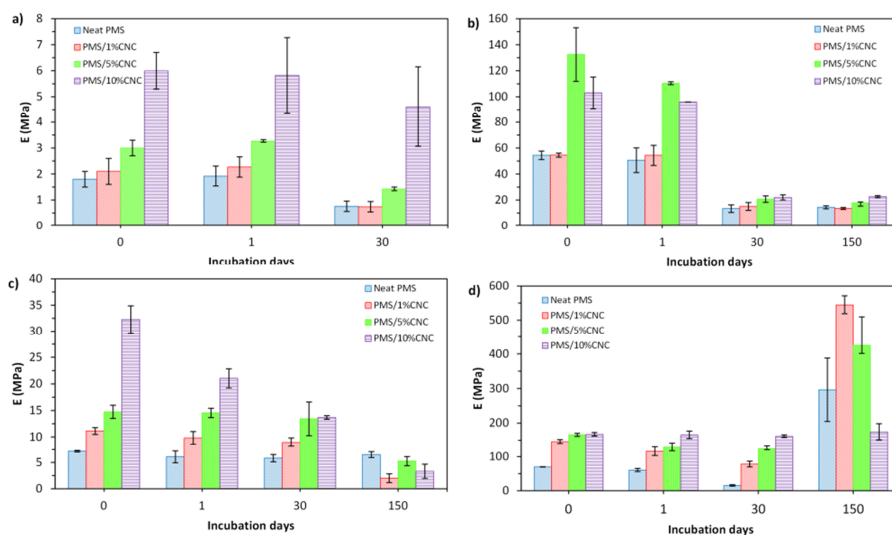 a)
8
7
6
5
4
3
2
1
0
E (MPa)
Neat PMS
PMS/1%CNC
PMS/5%CNC
PMS/10%CNC
0 1 30
Incubation days
b)
160
140
120
100
80
60
40
20
0
E (MPa)
Neat PMS
PMS/1%CNC
PMS/5%CNC
PMS/10%CNC
0 1 30 150
Incubation days
c)
40
35
30
25
20
15
10
5
0
E (MPa)
Neat PMS
PMS/1%CNC
PMS/5%CNC
PMS/10%CNC
0 1 30 150
Incubation days
d)
600
500
400
300
200
100
0
E (MPa)
Neat PMS
PMS/1%CNC
PMS/5%CNC
PMS/10%CNC
0 1 30 150
Incubation days